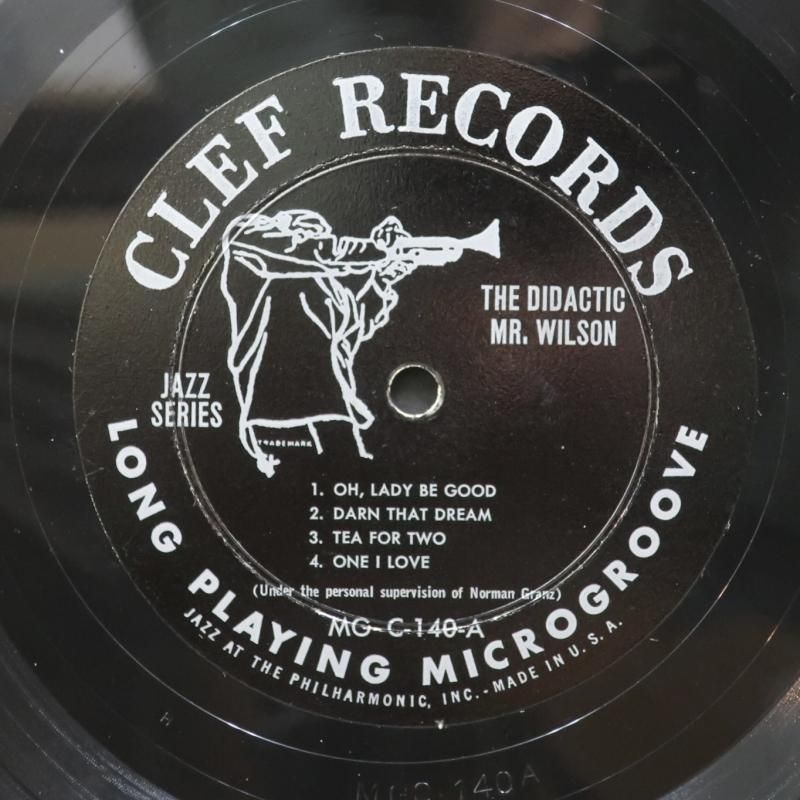 CLEF RECORDS
THE DIDACTIC
MR. WILSON
JAZZ
SERIES
TRADEMARK
1. OH, LADY BE GOOD
2. DARN THAT DREAM
3. TEA FOR TWO
4. ONE I LOVE
(Under the personal supervision of Norman Granz)
MG C-140-A
LONG PLAYING MICROGROOVE
JAZZ AT THE PHILHARMONIC, INC. - MADE IN U. S. A.
H
MGC-140A